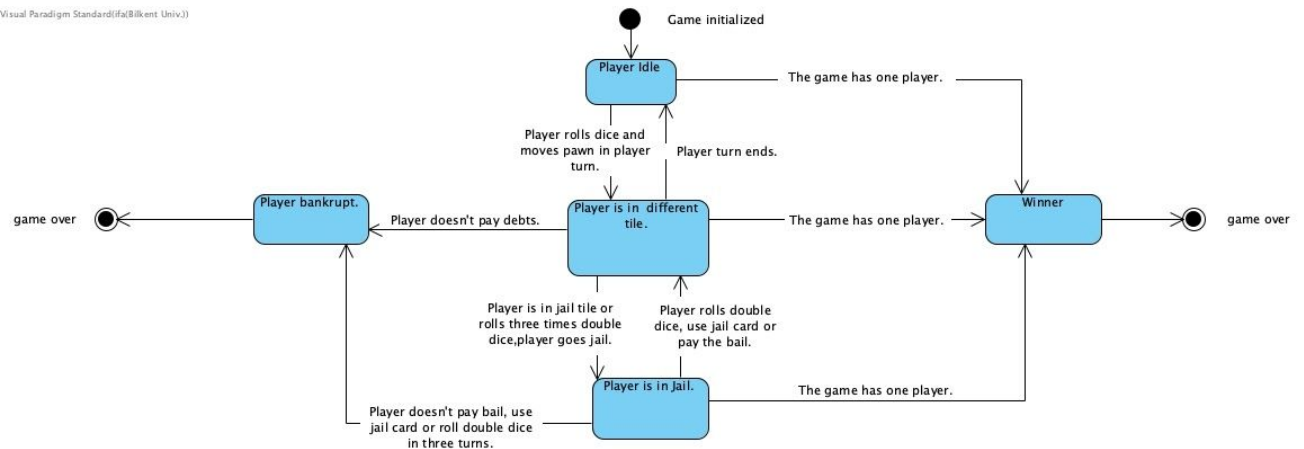 Visual Paradigm Standard(ifa(Bilkent Univ.))
Game initialized
Player Idle
The game has one player.
Player rolls dice and
moves pawn in player
turn.
Player turn ends.
Player bankrupt.
Player is in different
tile.
Winner
game over
Player doesn't pay debts.
The game has one player.
game over
Player is in jail tile or
rolls three times double
dice,player goes jail.
Player rolls double
dice, use jail card or
pay the bail.
Player is in Jail.
The game has one player.
Player doesn't pay bail, use
jail card or roll double dice
in three turns.